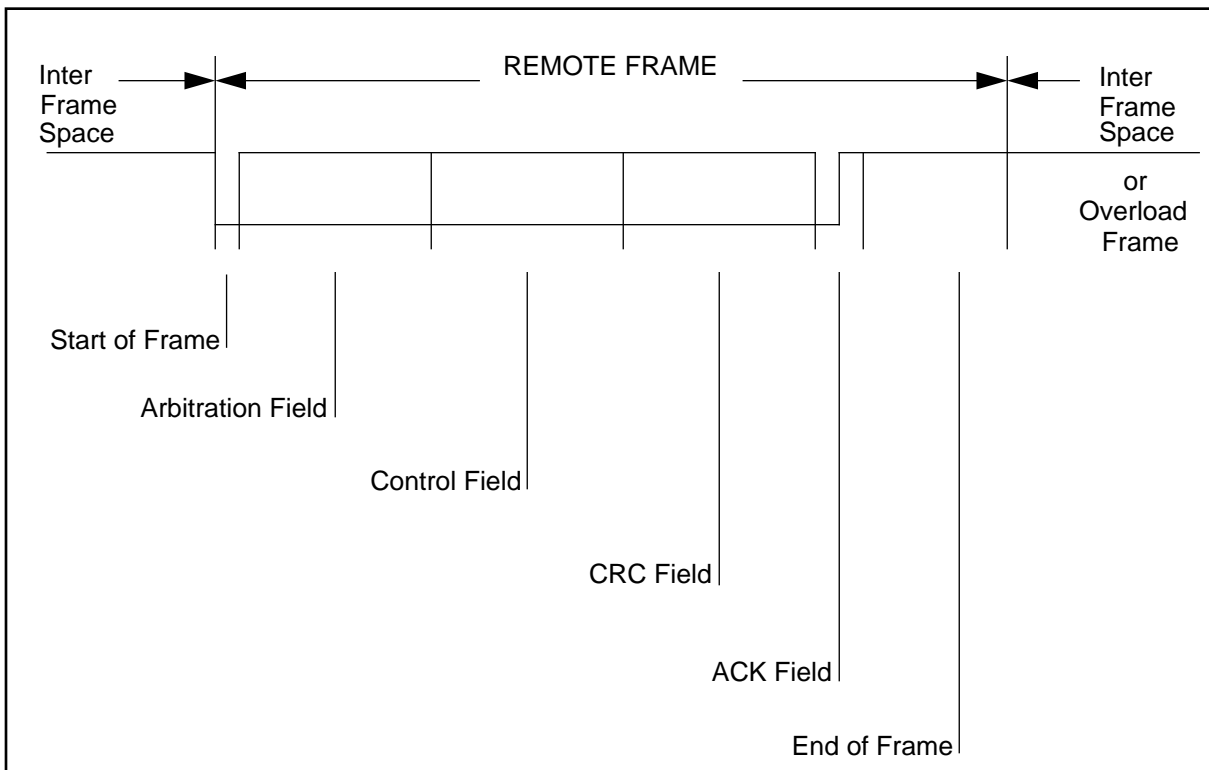 REMOTE FRAME
Inter
Frame
Space
Inter
Frame
Space
or
Overload
Frame
Start of Frame
Arbitration Field
Control Field
CRC Field
ACK Field
End of Frame